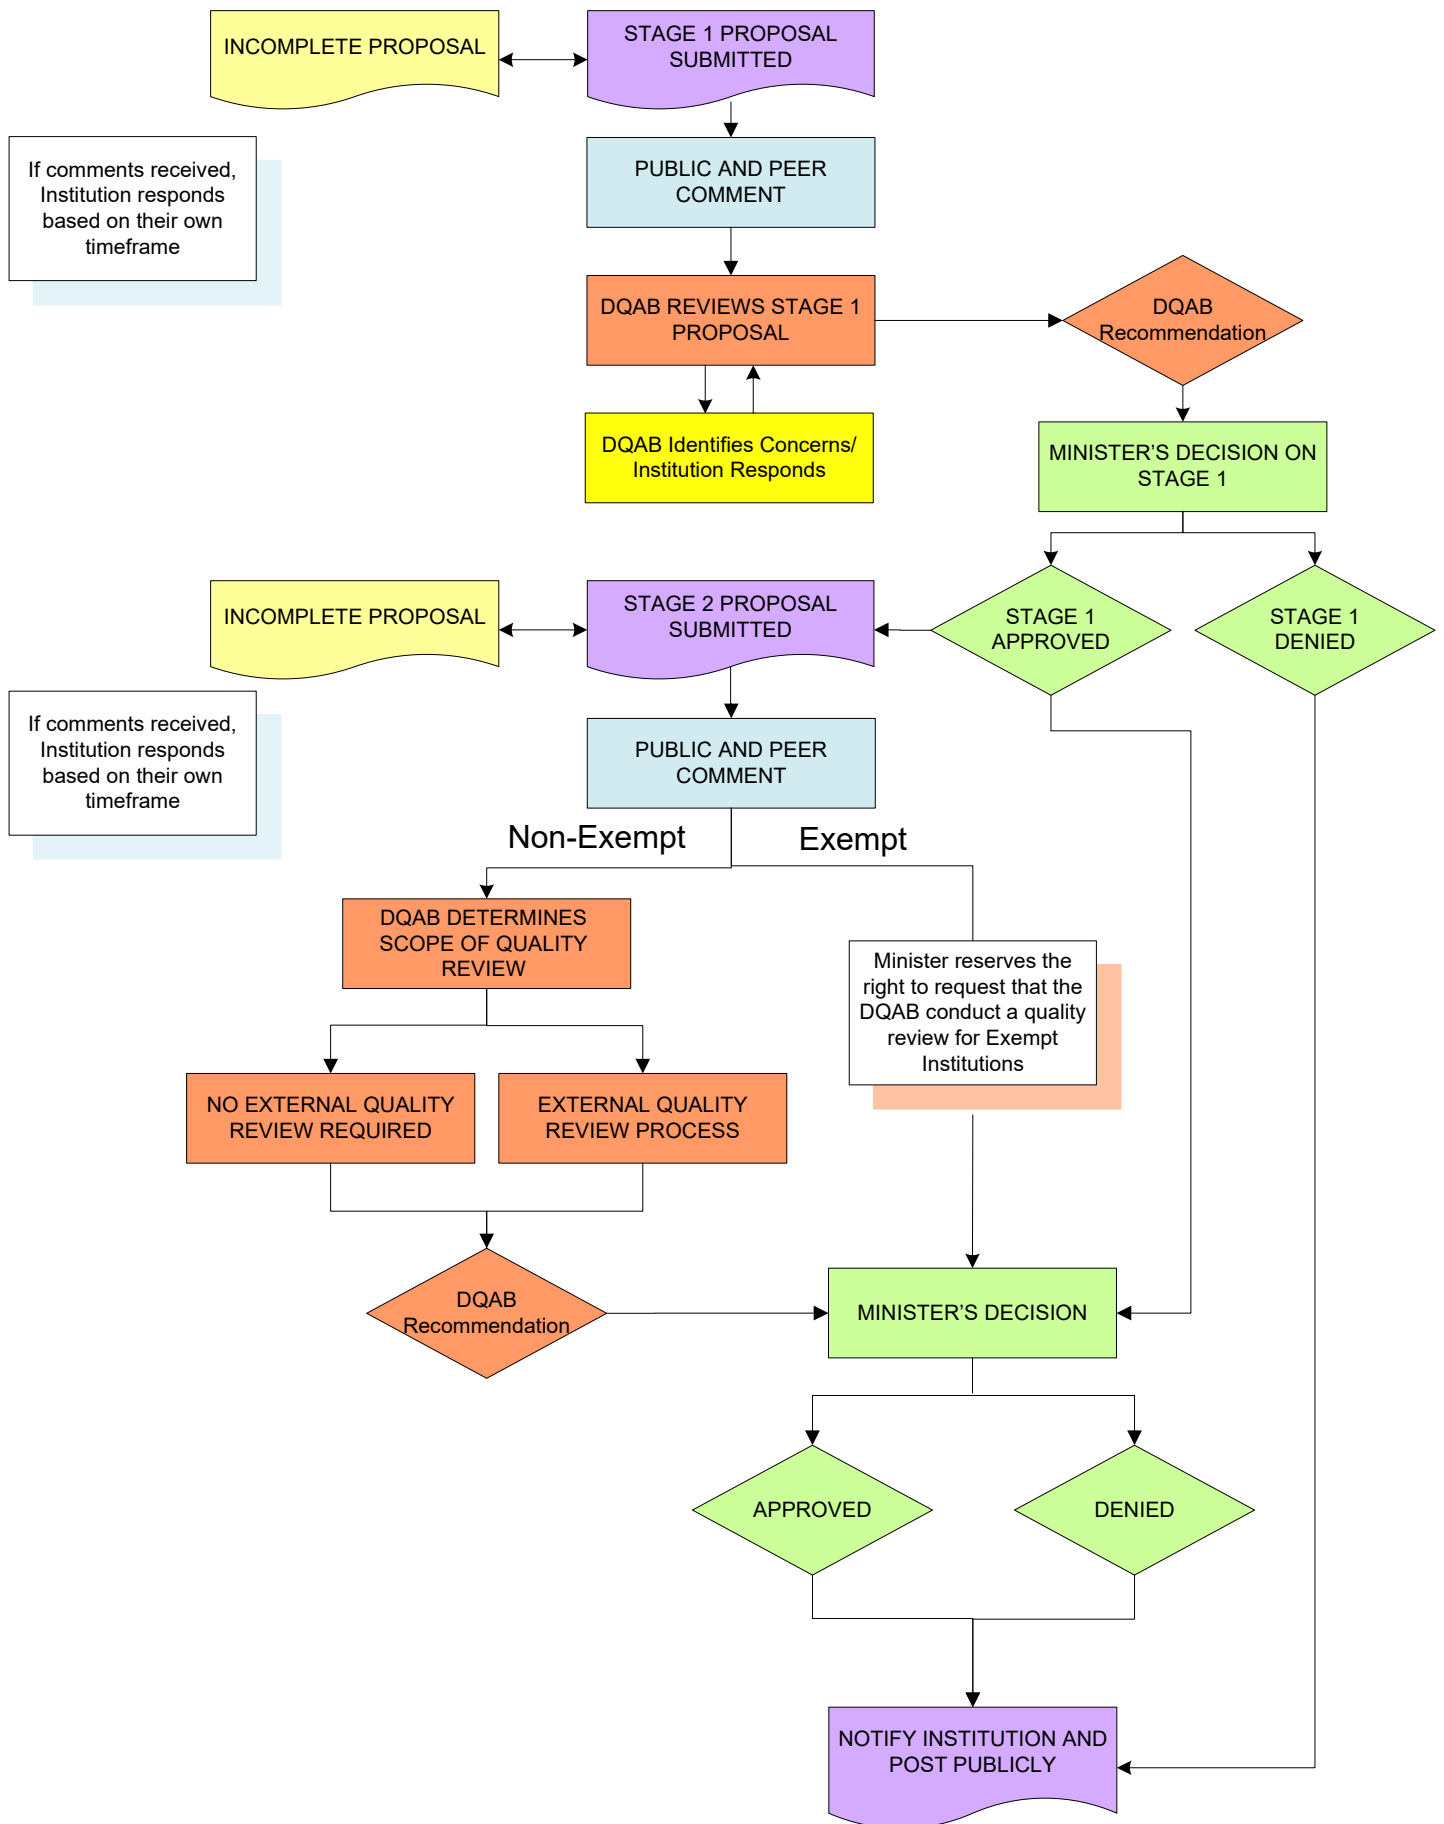 INCOMPLETE PROPOSAL
STAGE 1 PROPOSAL
SUBMITTED
If comments received,
Institution responds
based on their own
timeframe
PUBLIC AND PEER
COMMENT
DQAB REVIEWS STAGE 1
PROPOSAL
DQAB
Recommendation
DQAB Identifies Concerns/
Institution Responds
MINISTER’S DECISION ON
STAGE 1
INCOMPLETE PROPOSAL
STAGE 2 PROPOSAL
SUBMITTED
STAGE 1
APPROVED
STAGE 1
DENIED
If comments received,
Institution responds
based on their own
timeframe
PUBLIC AND PEER
COMMENT
Non-Exempt
Exempt
DQAB DETERMINES
SCOPE OF QUALITY
REVIEW
Minister reserves the
right to request that the
DQAB conduct a quality
review for Exempt
Institutions
NO EXTERNAL QUALITY
REVIEW REQUIRED
EXTERNAL QUALITY
REVIEW PROCESS
DQAB
Recommendation
MINISTER’S DECISION
APPROVED
DENIED
NOTIFY INSTITUTION AND
POST PUBLICLY